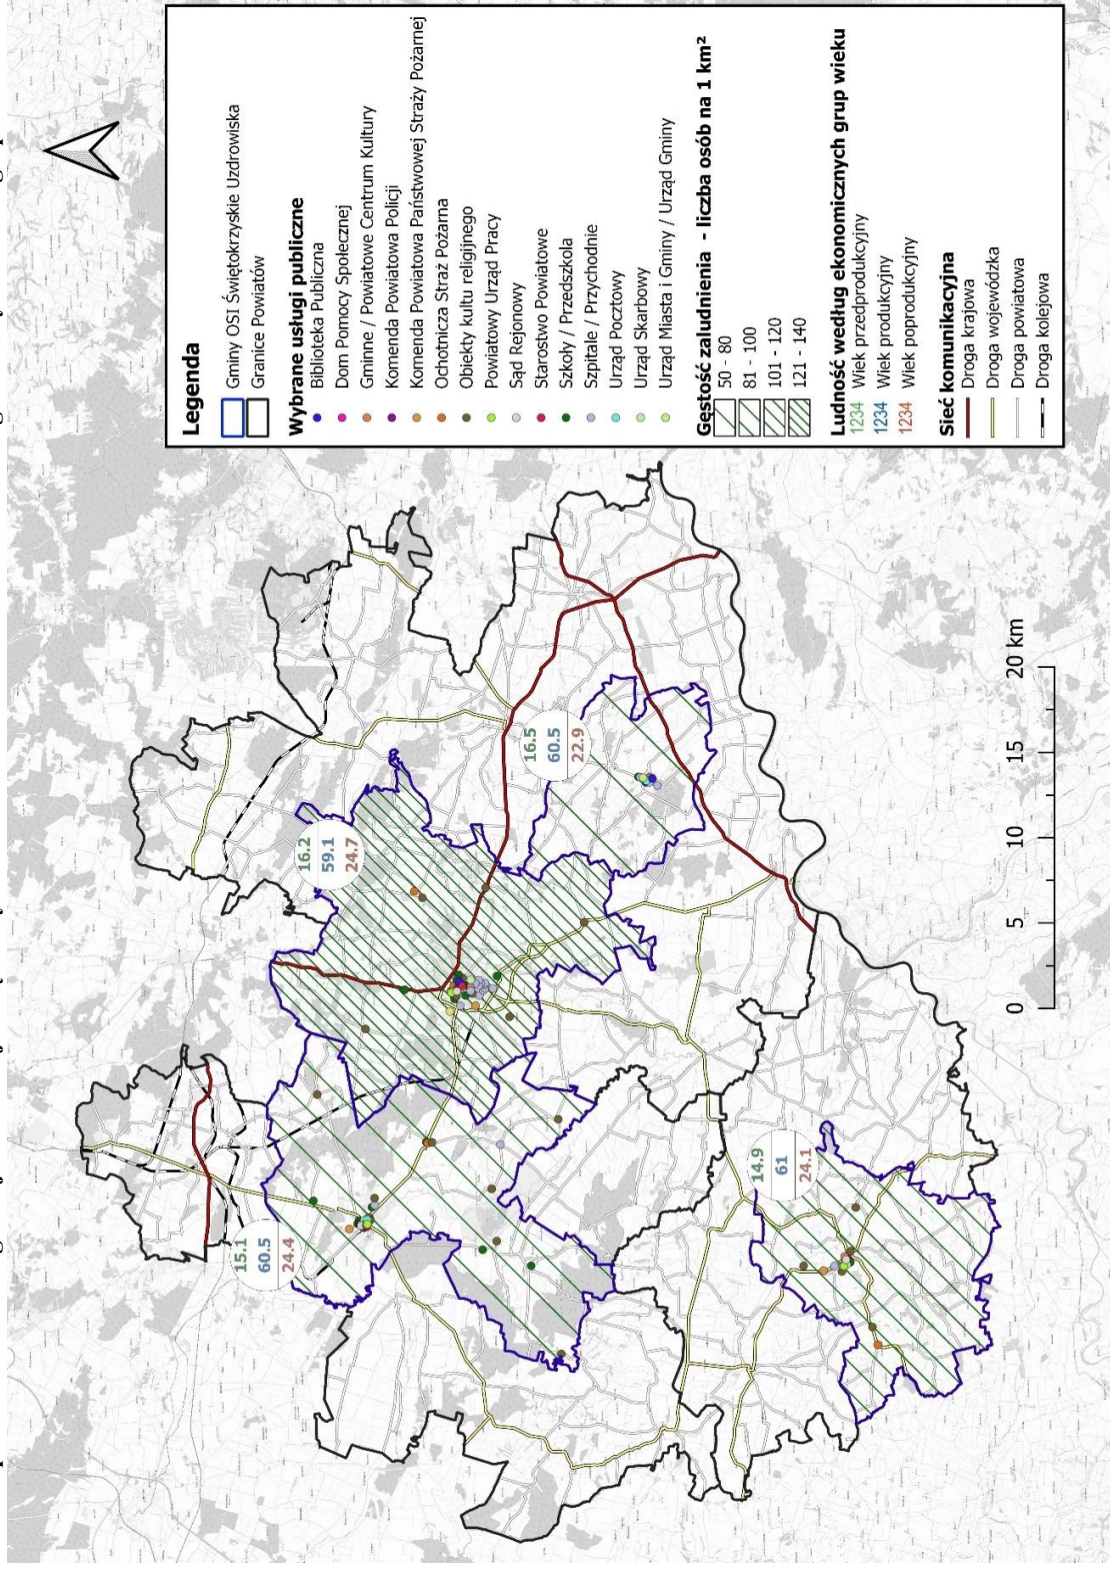 Legenda
Gminy OSI Świętokrzyskie Uzdrowiska
Granice Powiatów
Wybrane usługi publiczne
Biblioteka Publiczna
Dom Pomocy Społecznej
Gminne / Powiatowe Centrum Kultury
Komenda Powiatowa Policji
Komenda Powiatowa Państwowej Straży Pożarnej
Ochotnicza Straż Pożarna
Obiekty kultu religijnego
Powiatowy Urząd Pracy
Sąd Rejonowy
Starostwo Powiatowe
Szkoły / Przedszkola
Szpitale / Przychodnie
Urząd Pocztowy
Urząd Skarbowy
Urząd Miasta i Gminy / Urząd Gminy
Gęstość zaludnienia - liczba osób na 1 km²
50 - 80
81 - 100
101 - 120
121 - 140
Ludność według ekonomicznych grup wieku
1234 Wiek przedprodukcyjny
1234 Wiek produkcyjny
1234 Wiek poprodukcyjny
Sieć komunikacyjna
Droga krajowa
Droga wojewódzka
Droga powiatowa
Droga kolejowa
15.1
60.5
24.4
16.2
59.1
24.7
16.5
60.5
22.9
14.9
61
24.1
0 5 10 15 20 km